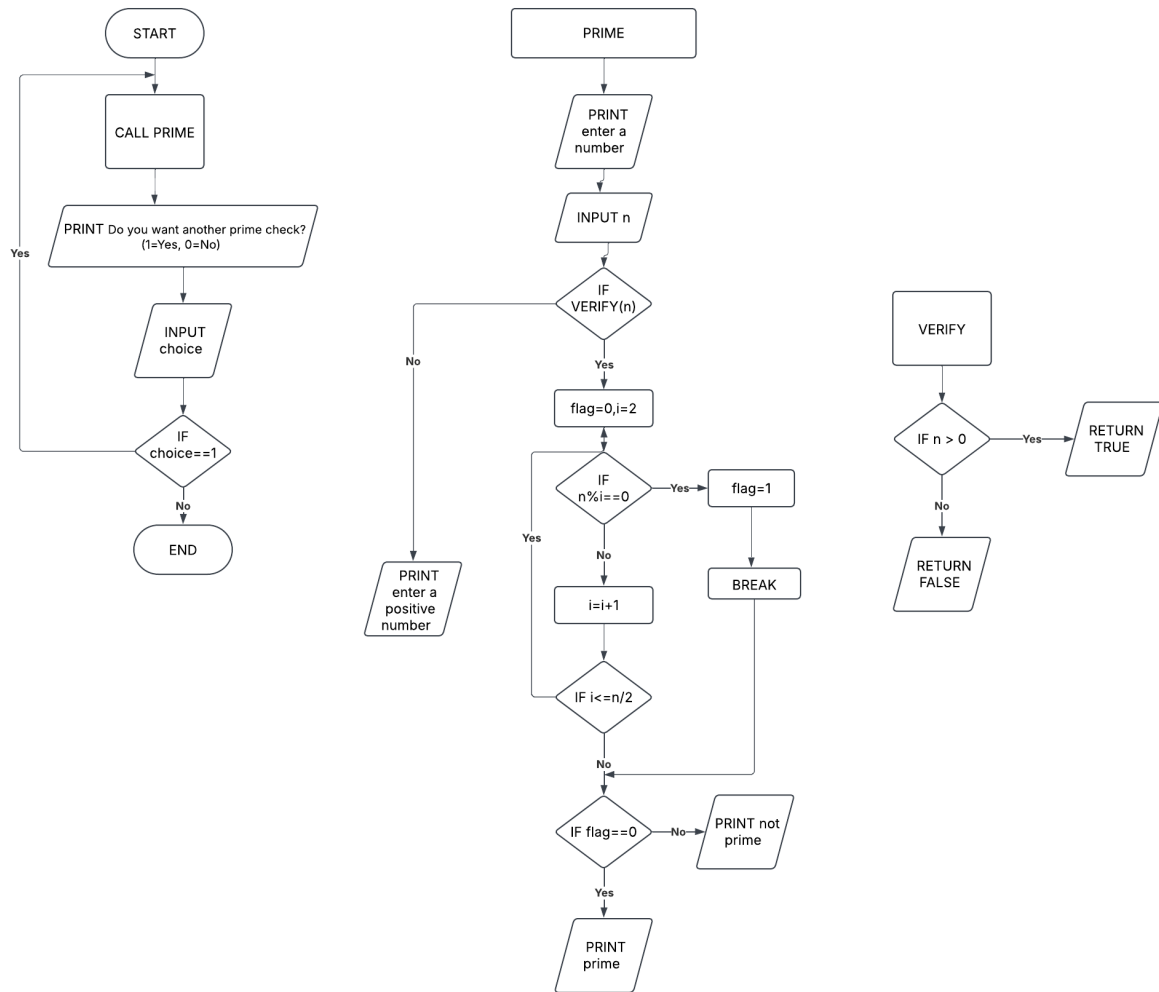 START
CALL PRIME
PRINT Do you want another prime check?
(1=Yes, 0=No)
Yes
INPUT
choice
IF
choice==1
No
END
PRIME
PRINT
enter a
number
INPUT n
IF
VERIFY(n)
No
Yes
PRINT
enter a
positive
number
flag=0,i=2
IF
n%i==0
Yes
flag=1
BREAK
No
i=i+1
Yes
IF i<=n/2
No
IF flag==0
No
PRINT not
prime
Yes
PRINT
prime
VERIFY
IF n > 0
Yes
RETURN
TRUE
No
RETURN
FALSE